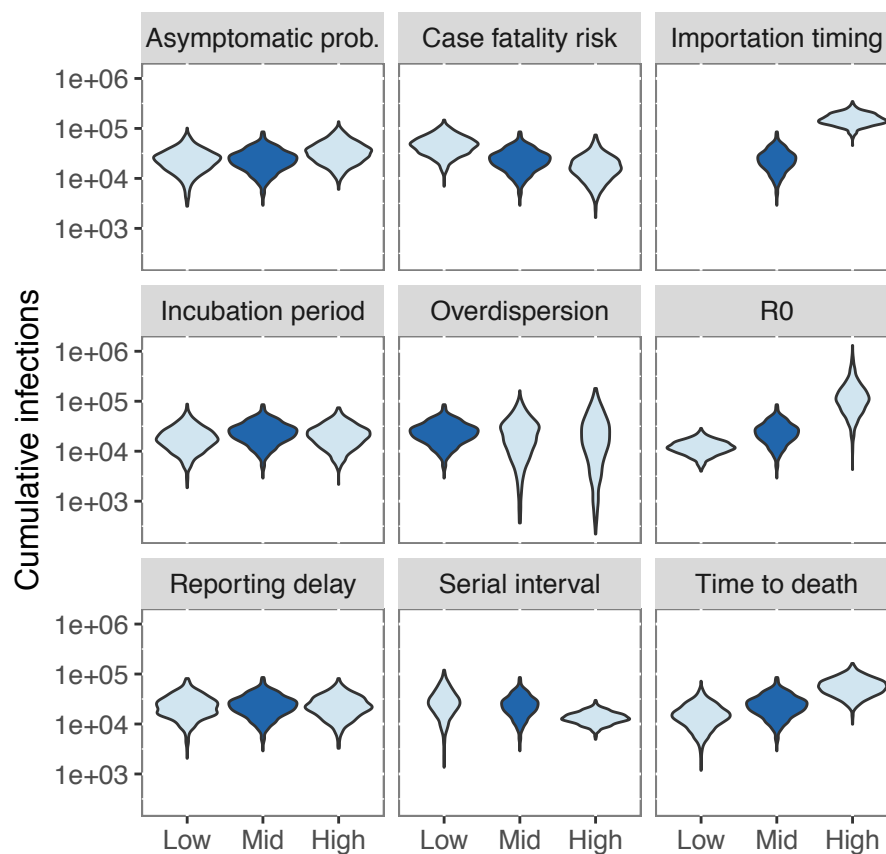 Cumulative infections
Asymptomatic prob. Case fatality risk Importation timing
1e+06
1e+05
1e+04
1e+03
Incubation period Overdispersion R0
1e+06
1e+05
1e+04
1e+03
Reporting delay Serial interval Time to death
1e+06
1e+05
1e+04
1e+03
Low Mid High Low Mid High Low Mid High